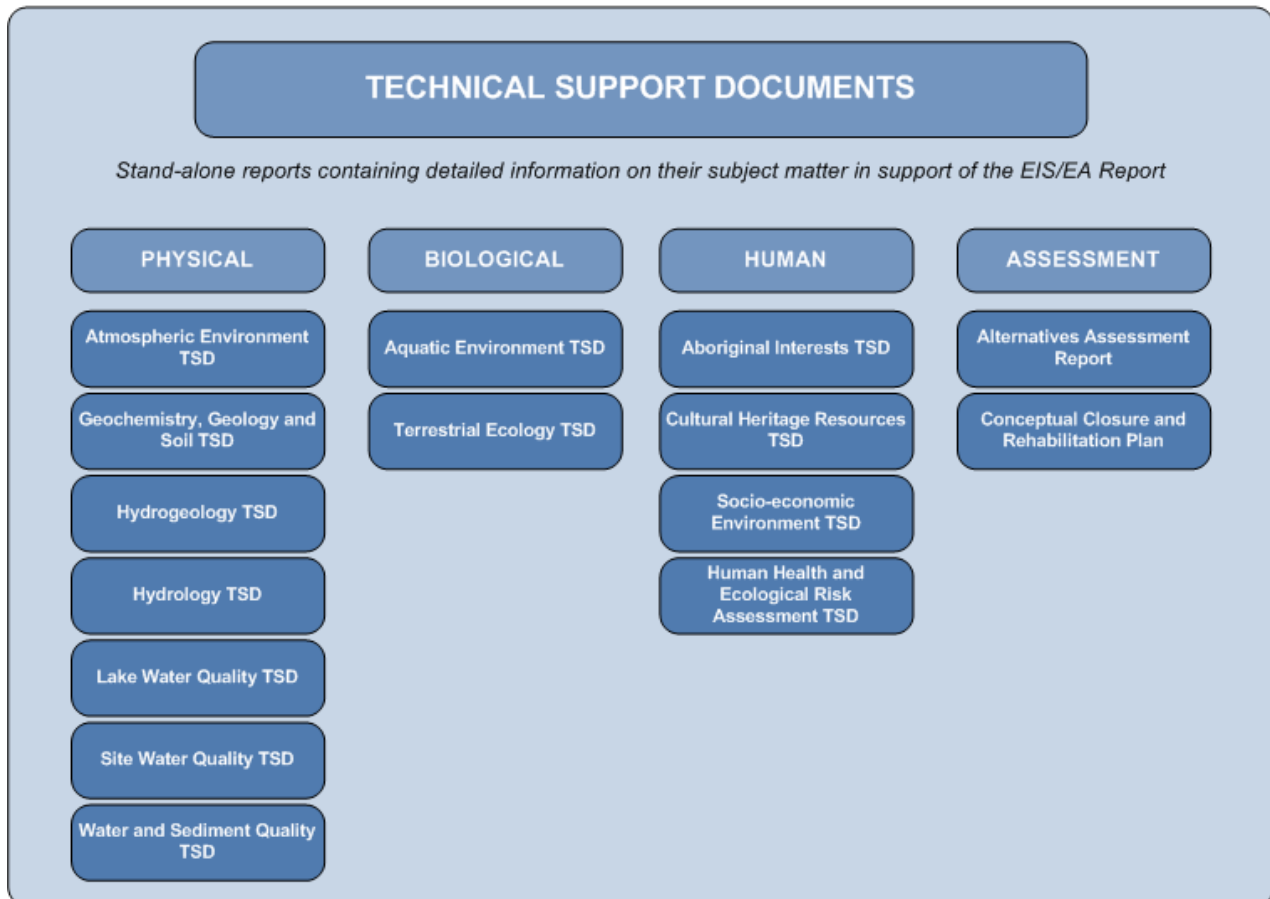 TECHNICAL SUPPORT DOCUMENTS
Stand-alone reports containing detailed information on their subject matter in support of the EIS/EA Report
PHYSICAL
Atmospheric Environment
TSD
Geochemistry, Geology and
Soil TSD
Hydrogeology TSD
Hydrology TSD
Lake Water Quality TSD
Site Water Quality TSD
Water and Sediment Quality
TSD
BIOLOGICAL
Aquatic Environment TSD
Terrestrial Ecology TSD
HUMAN
Aboriginal Interests TSD
Cultural Heritage Resources
TSD
Socio-economic
Environment TSD
Human Health and
Ecological Risk
Assessment TSD
ASSESSMENT
Alternatives Assessment
Report
Conceptual Closure and
Rehabilitation Plan